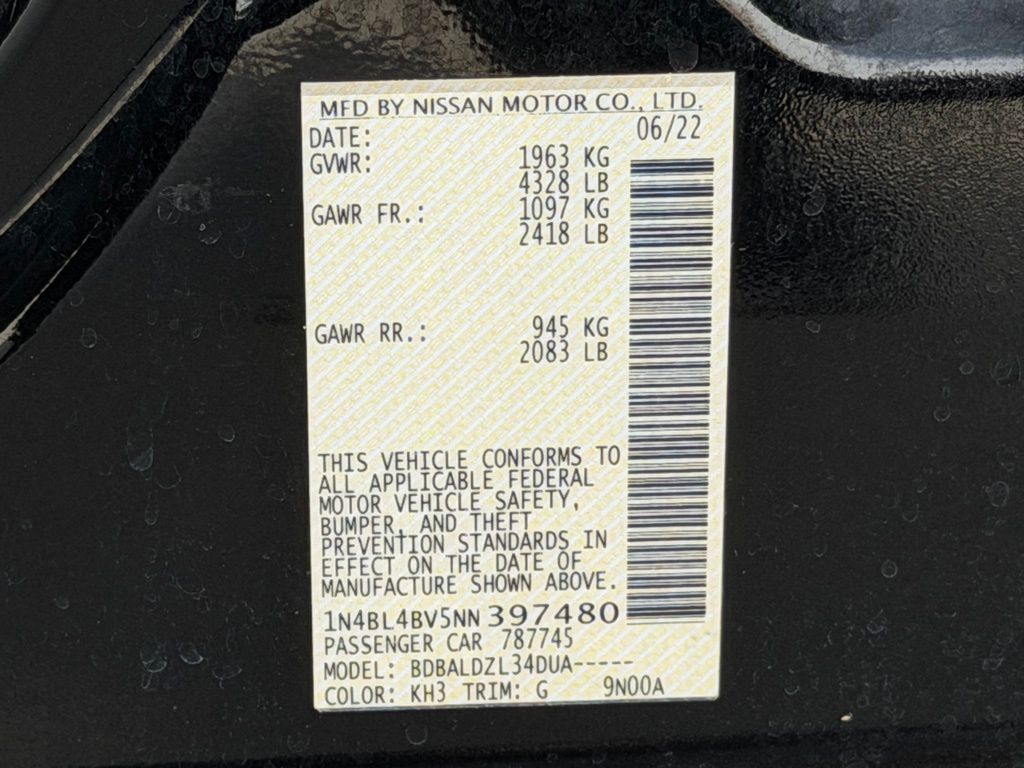 MFD BY NISSAN MOTOR CO., LTD.
DATE: 06/22
GVWR: 1963 KG
4328 LB
GAWR FR.: 1097 KG
2418 LB
GAWR RR.: 945 KG
2083 LB
THIS VEHICLE CONFORMS TO
ALL APPLICABLE FEDERAL
MOTOR VEHICLE SAFETY,
BUMPER, AND THEFT
PREVENTION STANDARDS IN
EFFECT ON THE DATE OF
MANUFACTURE SHOWN ABOVE.
1N4BL4BV5NN397480
PASSENGER CAR 787745
MODEL: BDBALDZL34DUA-----
COLOR: KH3 TRIM: G 9N00A